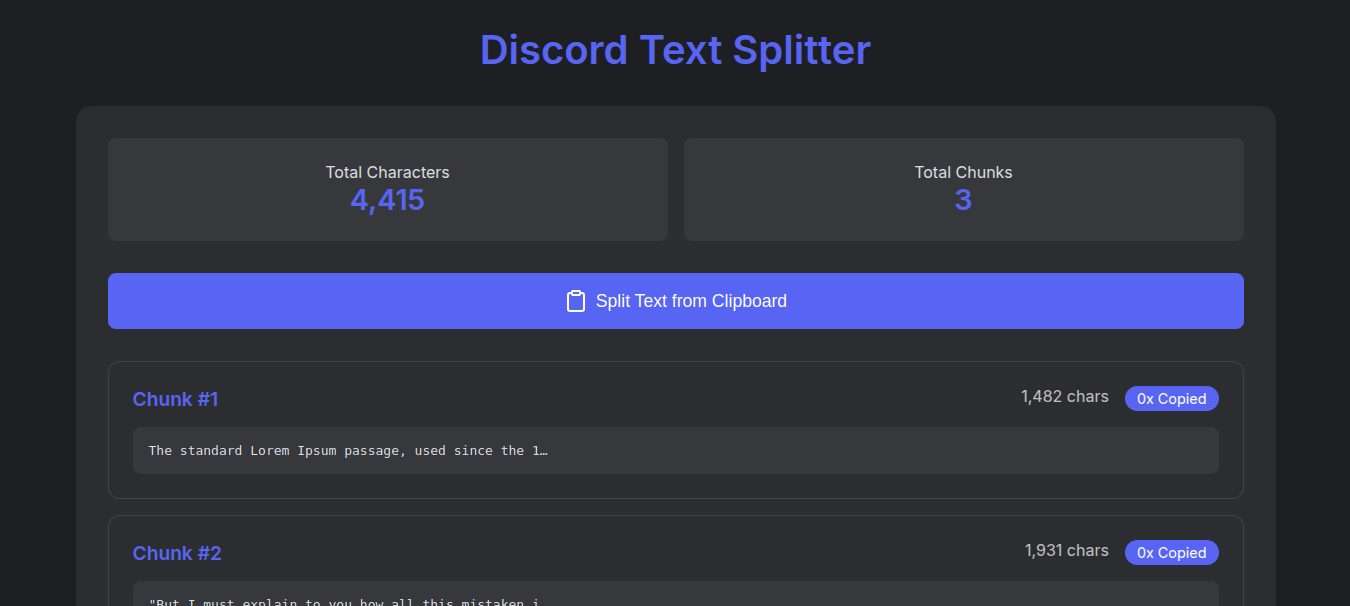 Discord Text Splitter
Total Characters
4,415
Total Chunks
3
Split Text from Clipboard
Chunk #1
1,482 chars
0x Copied
The standard Lorem Ipsum passage, used since the 1…
Chunk #2
1,931 chars
0x Copied
"But I must explain to you how all this mistaken i